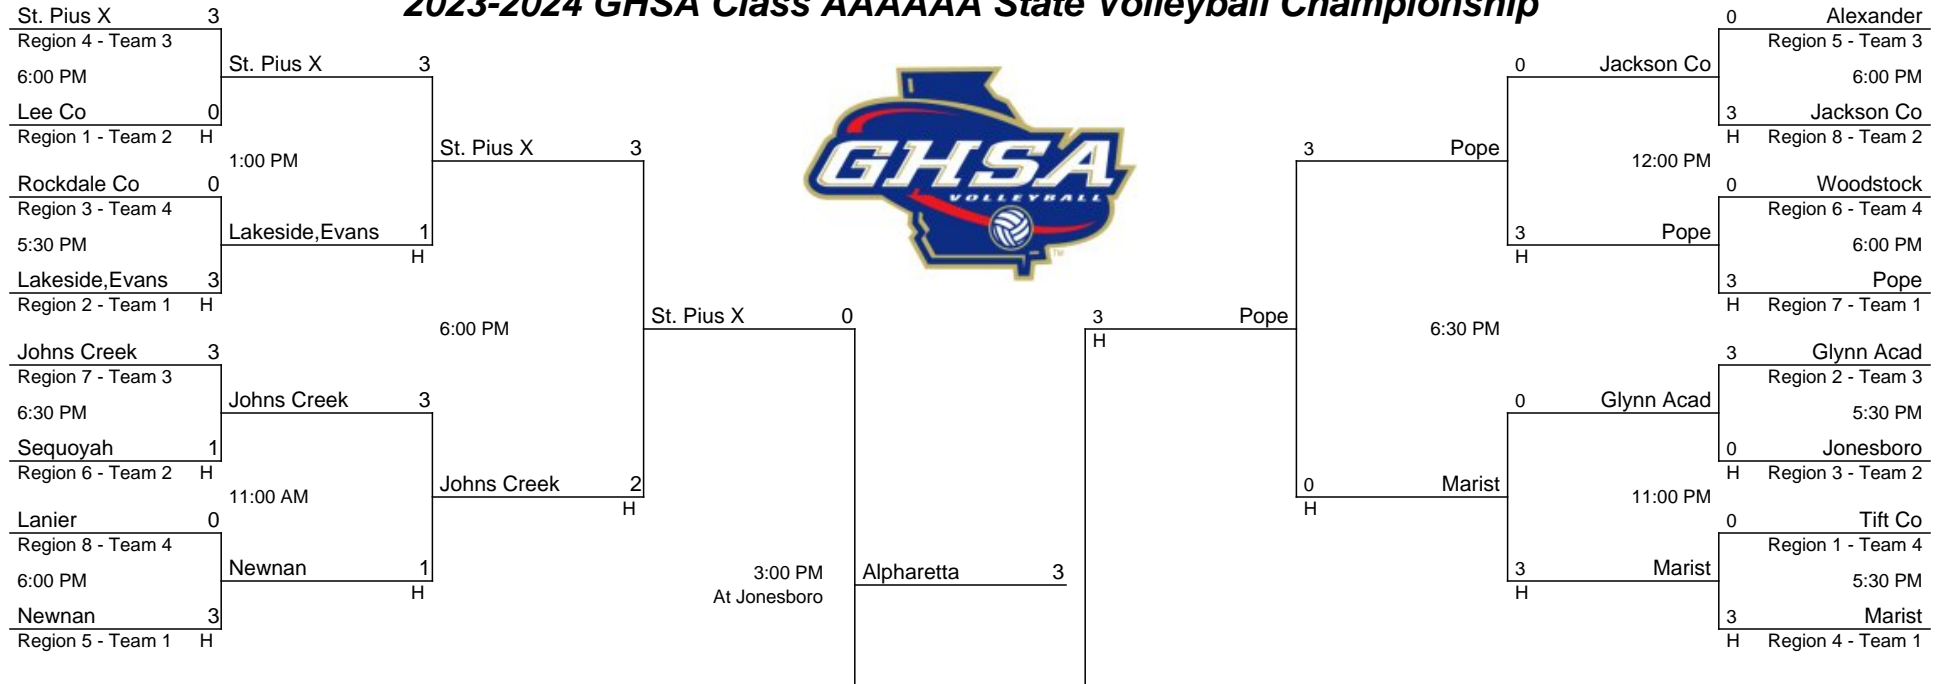 2023-2024 GHSA Class AAAAAA State Volleyball Championship
St. Pius X 3
Region 4 - Team 3
6:00 PM
Lee Co 0
Region 1 - Team 2 H
Rockdale Co 0
Region 3 - Team 4
5:30 PM
Lakeside,Evans 3
Region 2 - Team 1 H
Johns Creek 3
Region 7 - Team 3
6:30 PM
Sequoyah 1
Region 6 - Team 2 H
Lanier 0
Region 8 - Team 4
6:00 PM
Newnan 3
Region 5 - Team 1 H
St. Pius X 3
1:00 PM
Lakeside,Evans 1
H
Johns Creek 3
11:00 AM
Newnan 1
H
St. Pius X 3
6:00 PM
Johns Creek 2
H
St. Pius X 0
3:00 PM
At Jonesboro
Alpharetta 3
GHSA
VOLLEYBALL
TM
3 Pope
H
3 Pope
6:30 PM
0 Marist
H
0 Jackson Co
12:00 PM
3 Pope
H
0 Glynn Acad
11:00 PM
3 Marist
H
0 Alexander
Region 5 - Team 3
6:00 PM
3 Jackson Co
H Region 8 - Team 2
0 Woodstock
Region 6 - Team 4
6:00 PM
3 Pope
H Region 7 - Team 1
3 Glynn Acad
Region 2 - Team 3
5:30 PM
0 Jonesboro
H Region 3 - Team 2
0 Tift Co
Region 1 - Team 4
5:30 PM
3 Marist
H Region 4 - Team 1